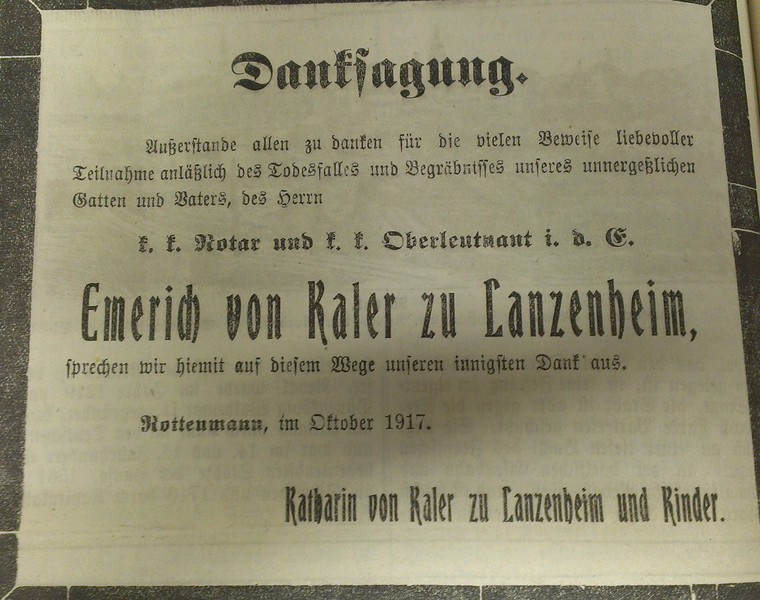 Danksagung.
Außerstande allen zu danken für die vielen Beweise liebevoller
Teilnahme anläßlich des Todesfalles und Begräbnisses unseres unnergeßlichen
Gatten und Vaters, des Herrn
k. k. Notar und k. k. Oberleutnant i. d. E.
Emerich von Kaler zu Lanzenheim,
sprechen wir hiemit auf diesem Wege unseren innigsten Dank aus.
Rottenmann, im Oktober 1917.
Katharin von Kaler zu Lanzenheim und Kinder.